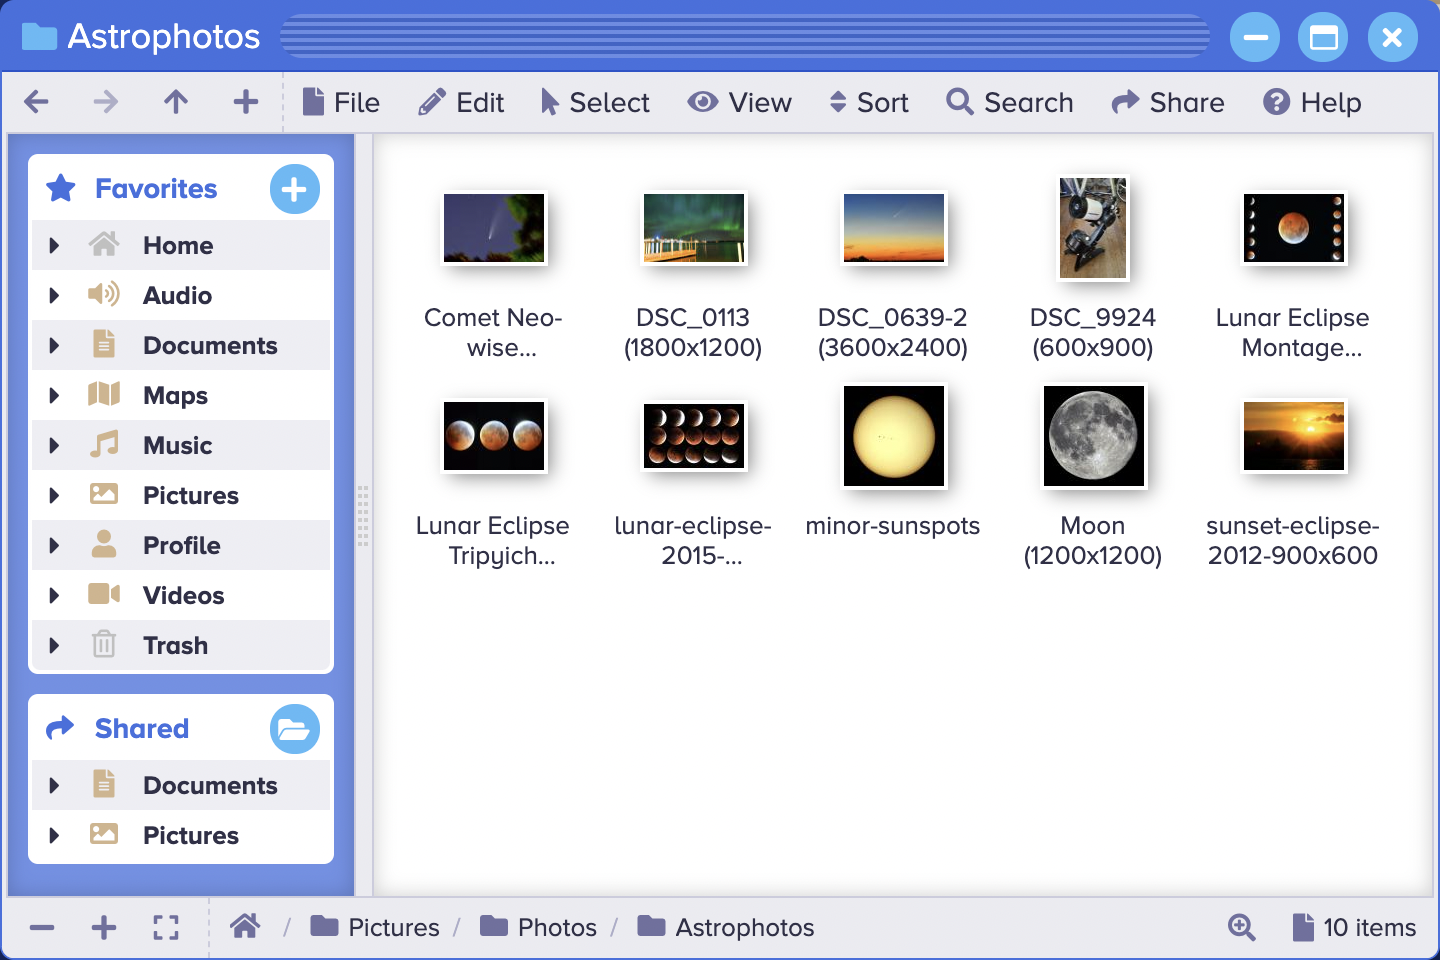 Astrophotos
File Edit Select View Sort Search Share Help
Favorites
Home
Audio
Documents
Maps
Music
Pictures
Profile
Videos
Trash
Shared
Documents
Pictures
Comet Neo-
wise...
DSC_0113
(1800x1200)
DSC_0639-2
(3600x2400)
DSC_9924
(600x900)
Lunar Eclipse
Montage...
Lunar Eclipse
Tripyich...
lunar-eclipse-
2015-...
minor-sunspots
Moon
(1200x1200)
sunset-eclipse-
2012-900x600
/ Pictures / Photos / Astrophotos
10 items